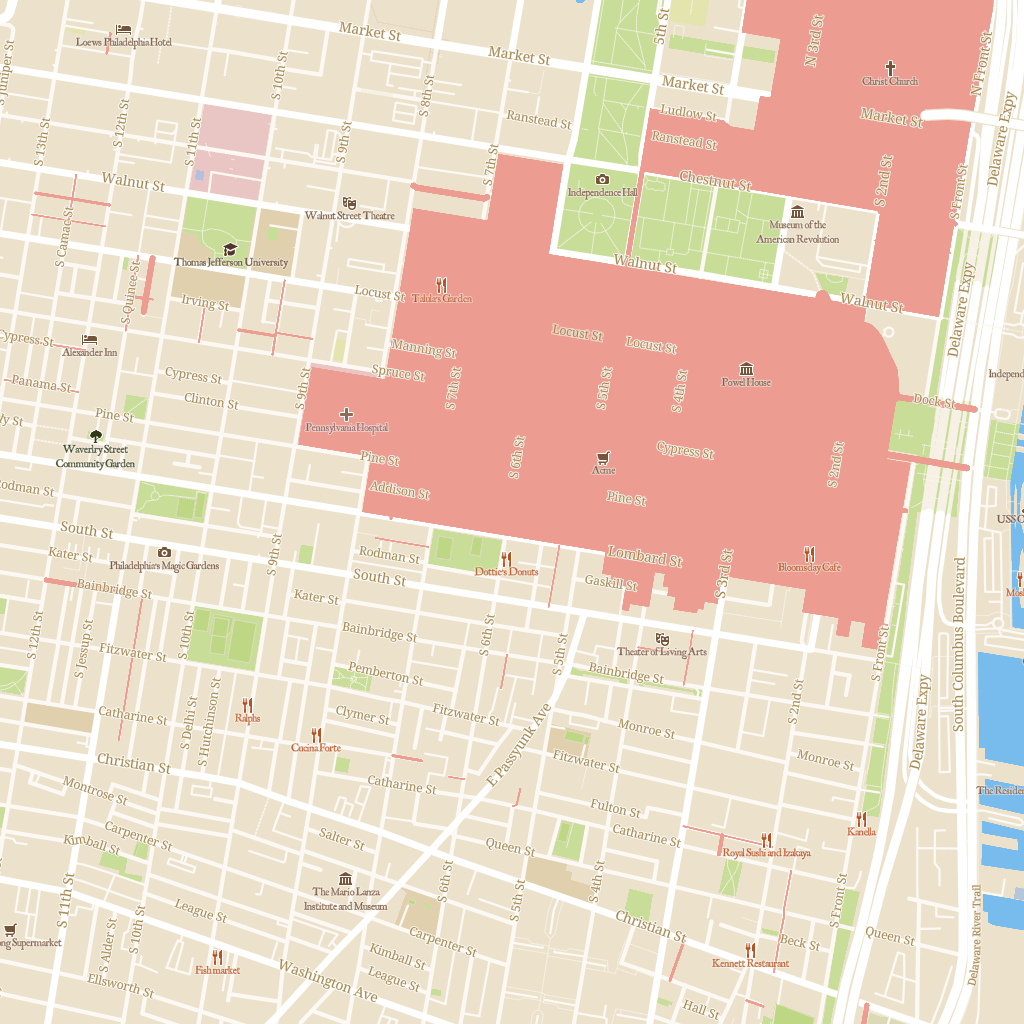 Market St
Loews Philadelphia Hotel
Market St
Market St
5th St
N 3rd St
Christ Church
N Front St
Market St
Delaware Expy
S Juniper St
S 10th St
S 8th St
Ranstead St
Ludlow St
Ranstead St
S 13th St
S 12th St
S 11th St
S 9th St
S 7th St
Chestnut St
S 2nd St
S Front St
Walnut St
Independence Hall
Walnut Street Theatre
Museum of the
American Revolution
S Camac St
Thomas Jefferson University
Walnut St
S Quince St
Irving St
Locust St
Talula's Garden
Walnut St
Delaware Expy
Cypress St
Alexander Inn
Manning St
Locust St
Locust St
Panama St
Cypress St
Clinton St
S 9th St
Spruce St
S 7th St
S 5th St
S 4th St
Powel House
Dock St
Pine St
Pennsylvania Hospital
Waverlry Street
Community Garden
Pine St
S 6th St
Acme
Cypress St
S 2nd St
Rodman St
Addison St
Pine St
South St
Kater St
Philadelphia's Magic Gardens
S 9th St
Rodman St
Dottie's Donuts
Lombard St
S 3rd St
Bloomsday Cafe
Bainbridge St
South St
Gaskill St
S 12th St
S Jessup St
S 10th St
Kater St
Bainbridge St
S 6th St
S 5th St
Theater of Living Arts
S Front St
South Columbus Boulevard
Fitzwater St
Pemberton St
Bainbridge St
S 2nd St
Delaware Expy
Catharine St
S Delhi St
S Hutchinson St
Ralphs
Clymer St
Fitzwater St
Monroe St
Cucina Forte
E Passyunk Ave
Christian St
Fitzwater St
Monroe St
Montrose St
Catharine St
Fulton St
Kanella
Carpenter St
Kimball St
Salter St
Queen St
Catharine St
Royal Sushi and Izakaya
The Mario Lanza
Institute and Museum
S 6th St
S 5th St
S 4th St
S Front St
S 11th St
League St
S Alder St
S 10th St
Christian St
Beck St
Queen St
Delaware River Trail
Carpenter St
Kimball St
League St
Fishmarket
Kennett Restaurant
Ellsworth St
Washington Ave
Hall St